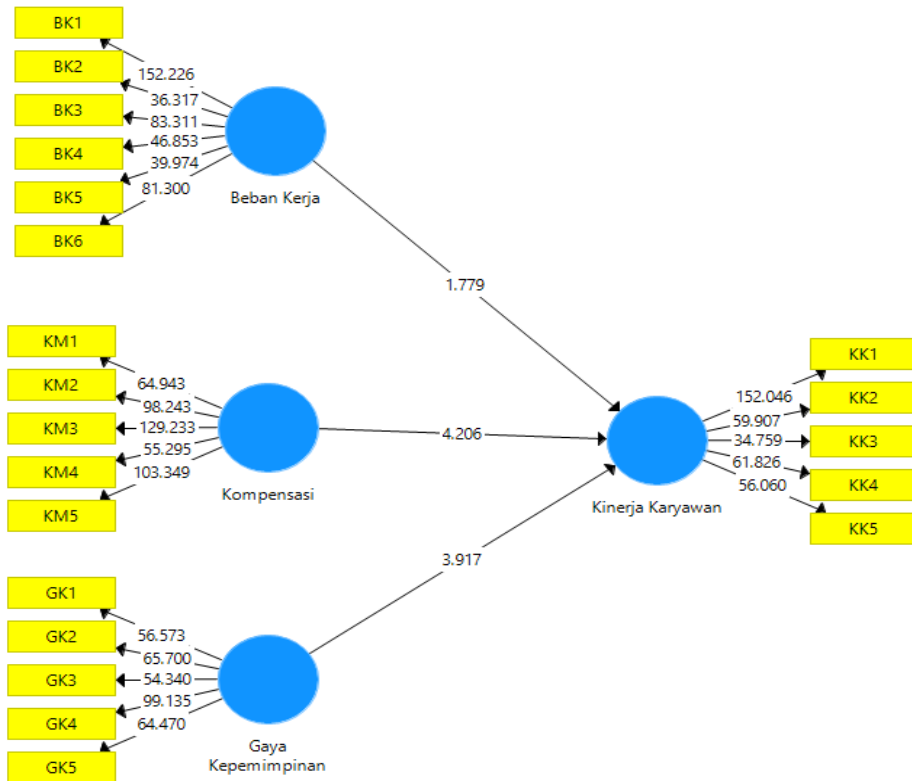 BK1
BK2
BK3
BK4
BK5
BK6
152.226
36.317
83.311
46.853
39.974
81.300
Beban Kerja
1.779
KM1
KM2
KM3
KM4
KM5
64.943
98.243
129.233
55.295
103.349
Kompensasi
4.206
GK1
GK2
GK3
GK4
GK5
56.573
65.700
54.340
99.135
64.470
Gaya
Kepemimpinan
3.917
Kinerja Karyawan
152.046
59.907
34.759
61.826
56.060
KK1
KK2
KK3
KK4
KK5